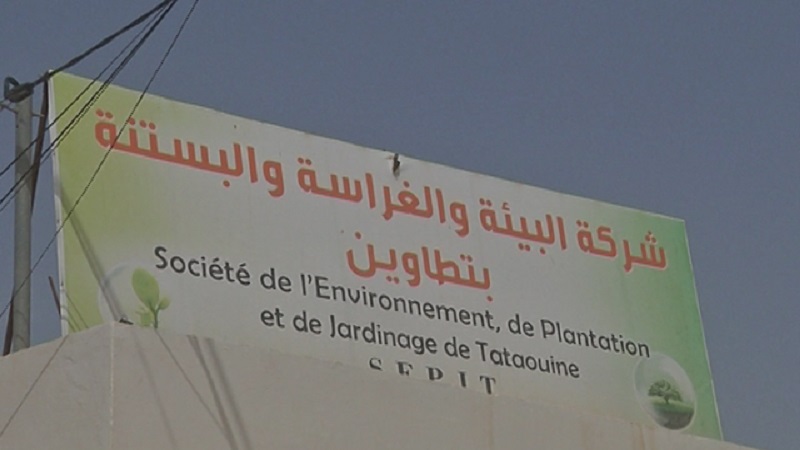 شركة البيئة والغراسة والبستنة
بتطاوين
Société de l'Environnement, de Plantation
et de Jardinage de Tataouine